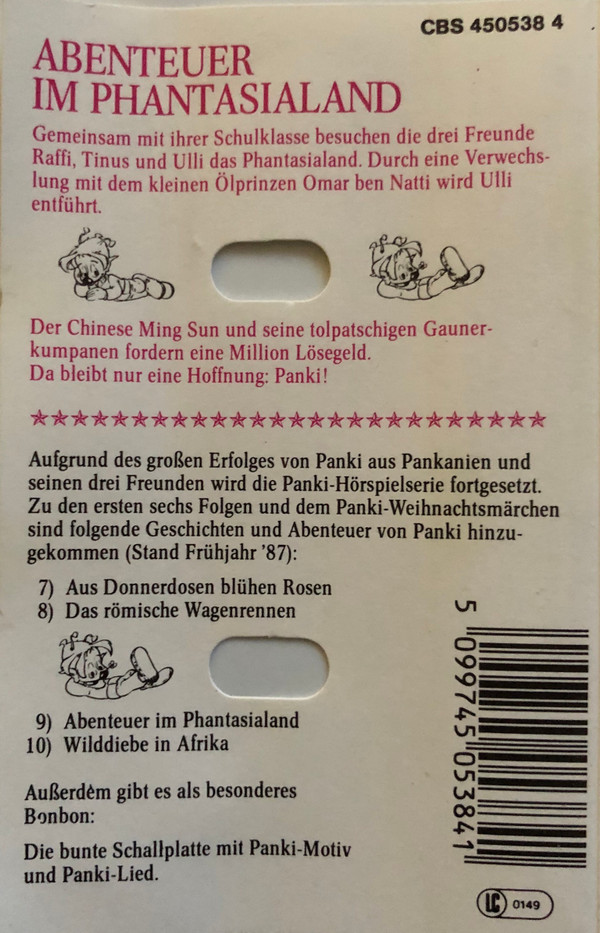 CBS 450538 4
ABENTEUER
IM PHANTASIALAND
Gemeinsam mit ihrer Schulklasse besuchen die drei Freunde
Raffi, Tinus und Ulli das Phantasialand. Durch eine Verwechs-
lung mit dem kleinen Ölprinzen Omar ben Natti wird Ulli
entführt.
Der Chinese Ming Sun und seine tolpatschigen Gauner-
kumpanen fordern eine Million Lösegeld.
Da bleibt nur eine Hoffnung: Panki!
Aufgrund des großen Erfolges von Panki aus Pankanien und
seinen drei Freunden wird die Panki-Hörspielserie fortgesetzt.
Zu den ersten sechs Folgen und dem Panki-Weihnachtsmärchen
sind folgende Geschichten und Abenteuer von Panki hinzu-
gekommen (Stand Frühjahr '87):
7) Aus Donnerdosen blühen Rosen
8) Das römische Wagenrennen
9) Abenteuer im Phantasialand
10) Wilddiebe in Afrika
Außerdem gibt es als besonderes
Bonbon:
Die bunte Schallplatte mit Panki-Motiv
und Panki-Lied.
5 099745 053841
LC 0149